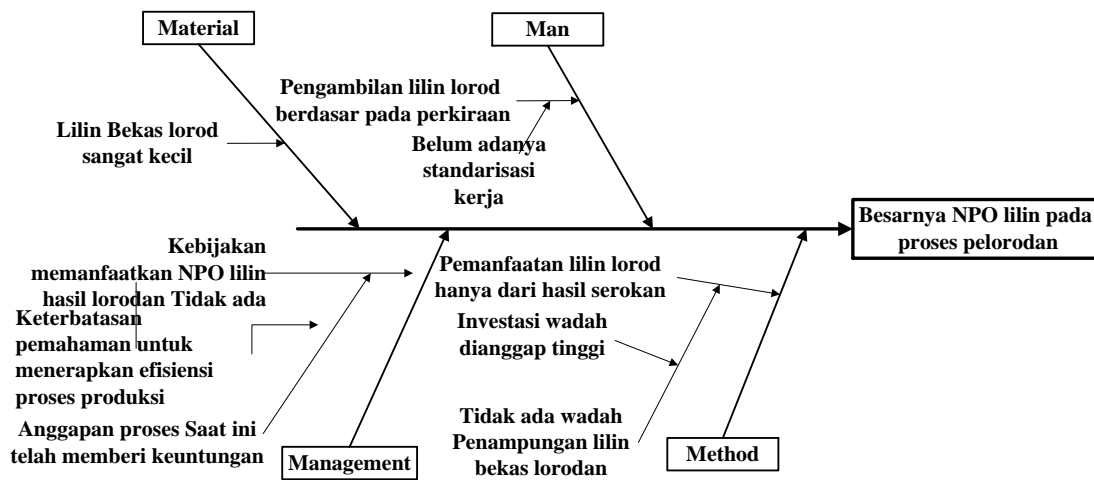 Material
Man
Pengambilan lilin lorod
berdasar pada perkiraan
Lilin Bekas lorod
sangat kecil
Belum adanya
standarisasi
kerja
Besarnya NPO lilin pada
proses pelorodan
Kebijakan
memanfaatkan NPO lilin
hasil lorodan Tidak ada
Keterbatasan
pemahaman untuk
menerapkan efisiensi
proses produksi
Anggapan proses Saat ini
telah memberi keuntungan
Management
Pemanfaatan lilin lorod
hanya dari hasil serokan
Investasi wadah
dianggap tinggi
Tidak ada wadah
Penampungan lilin
bekas lorodan
Method